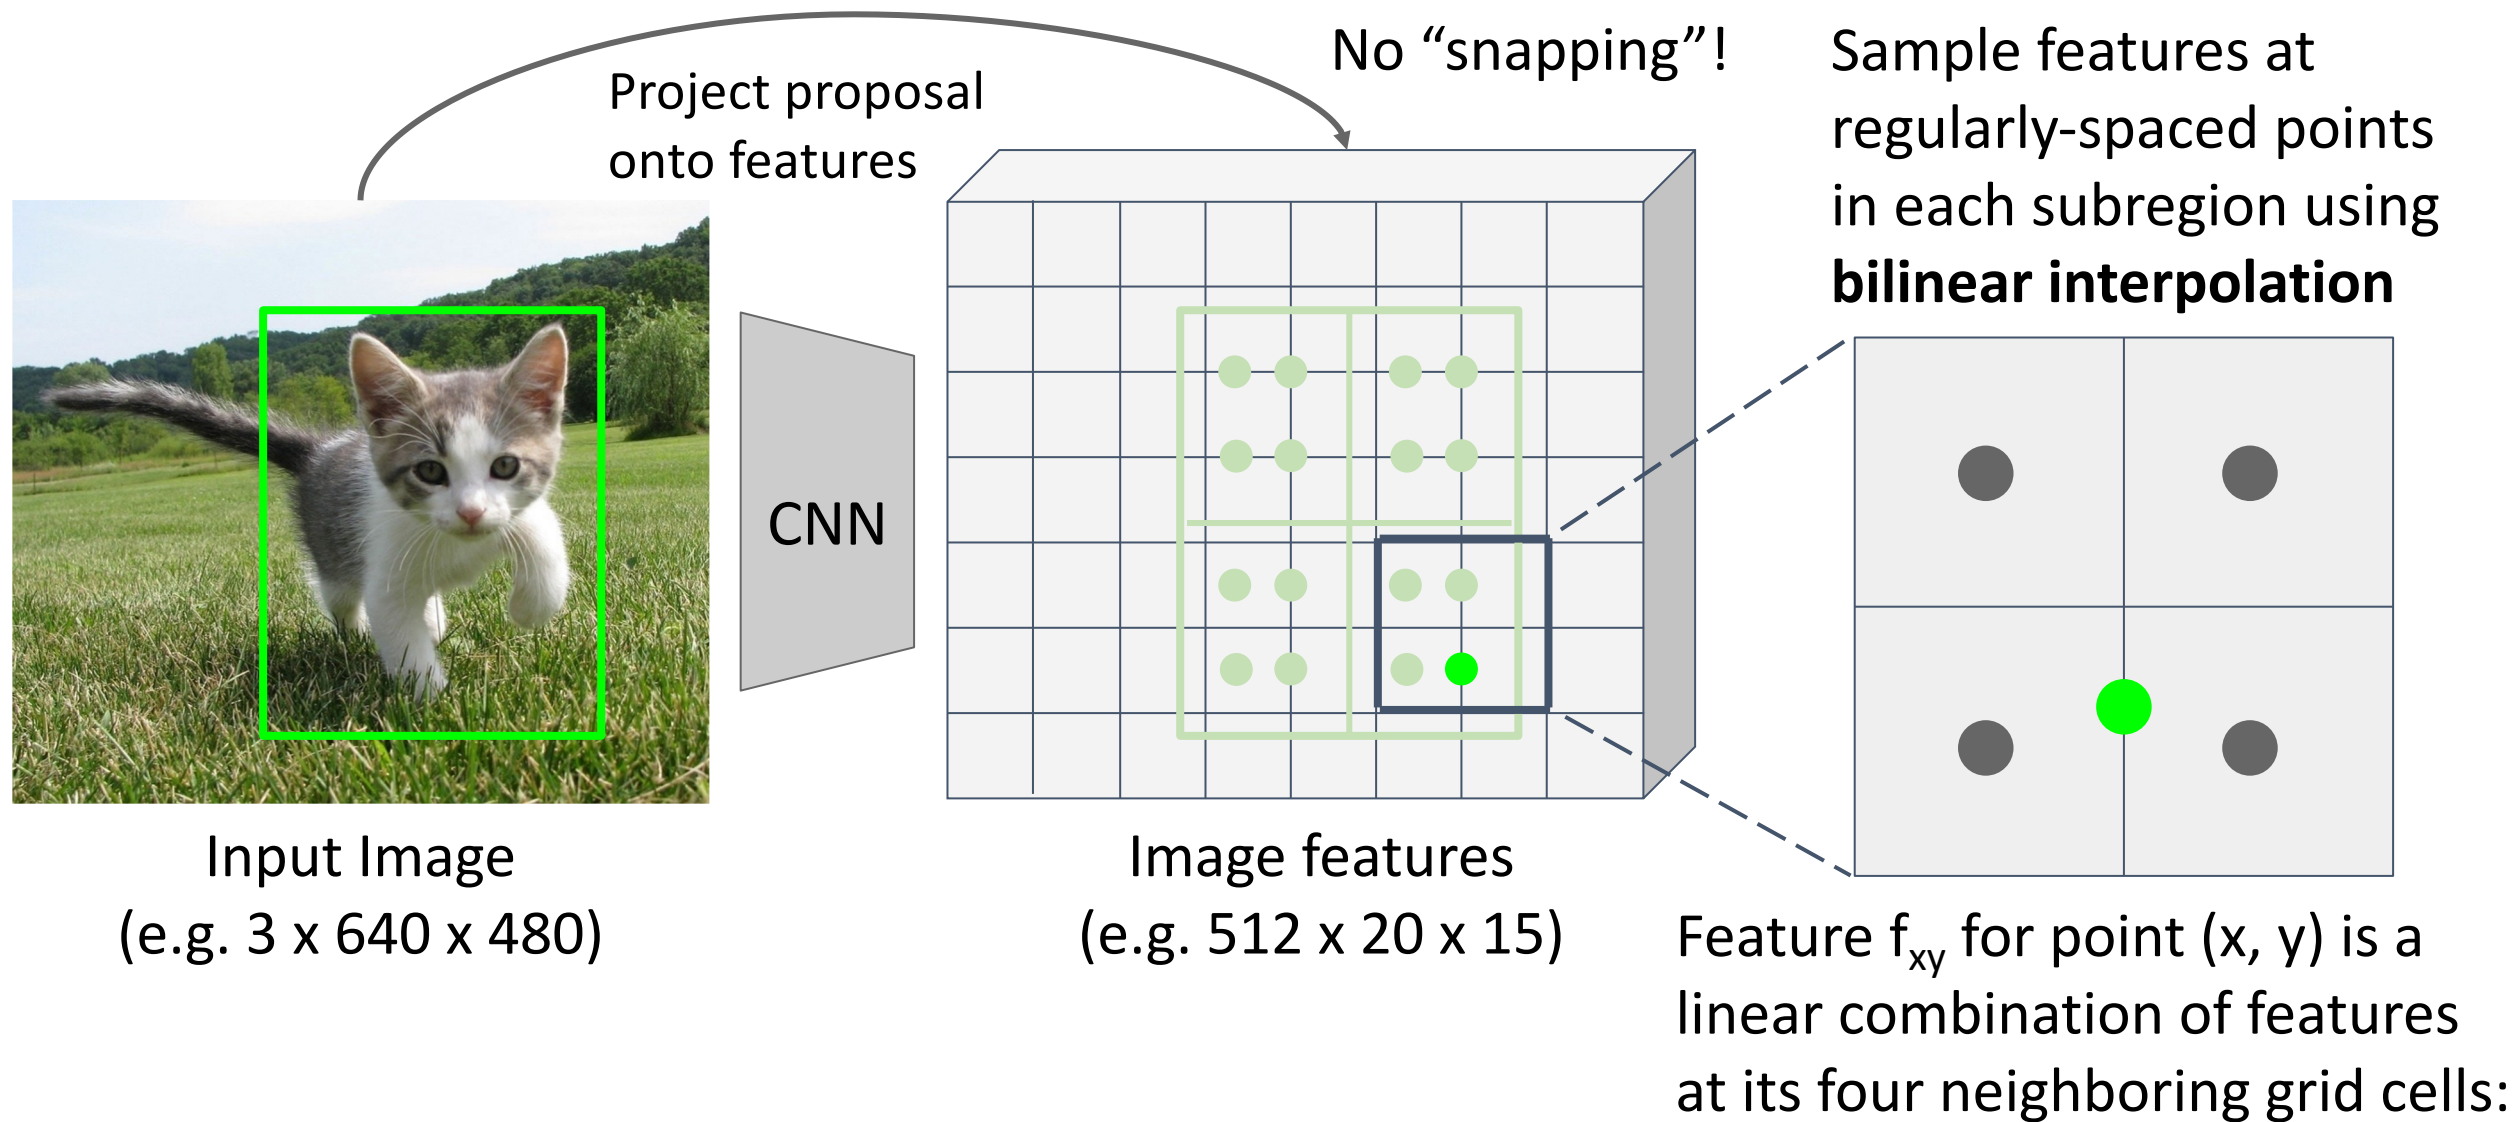 Project proposal
onto features
No “snapping”!
Sample features at
regularly-spaced points
in each subregion using
bilinear interpolation
CNN
Input Image
(e.g. 3 x 640 x 480)
Image features
(e.g. 512 x 20 x 15)
Feature fxy for point (x, y) is a
linear combination of features
at its four neighboring grid cells: